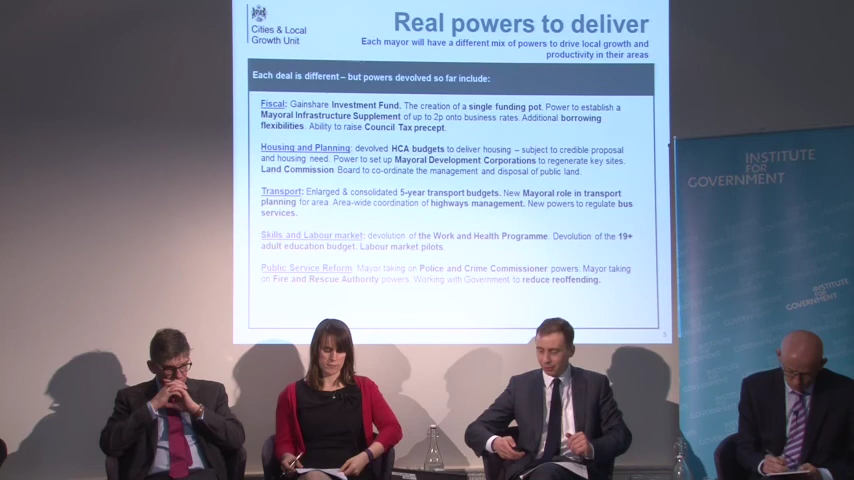 Cities & Local
Growth Unit
Real powers to deliver
Each mayor will have a different mix of powers to drive local growth and
productivity in their areas
Each deal is different – but powers devolved so far include:
Fiscal: Gainshare Investment Fund. The creation of a single funding pot. Power to establish a
Mayoral Infrastructure Supplement of up to 2p onto business rates. Additional borrowing
flexibilities. Ability to raise Council Tax precept.
Housing and Planning: devolved HCA budgets to deliver housing – subject to credible proposal
and housing need. Power to set up Mayoral Development Corporations to regenerate key sites.
Land Commission Board to co-ordinate the management and disposal of public land.
Transport: Enlarged & consolidated 5-year transport budgets. New Mayoral role in transport
planning for area. Area-wide coordination of highways management. New powers to regulate bus
services.
Skills and Labour market: devolution of the Work and Health Programme. Devolution of the 19+
adult education budget. Labour market pilots.
Public Service Reform: Mayor taking on Police and Crime Commissioner powers. Mayor taking
on Fire and Rescue Authority powers. Working with Government to reduce reoffending.
5
INSTITUTE
FOR
GOVERNMENT
INSTITUTE
FOR
GOVERNMENT